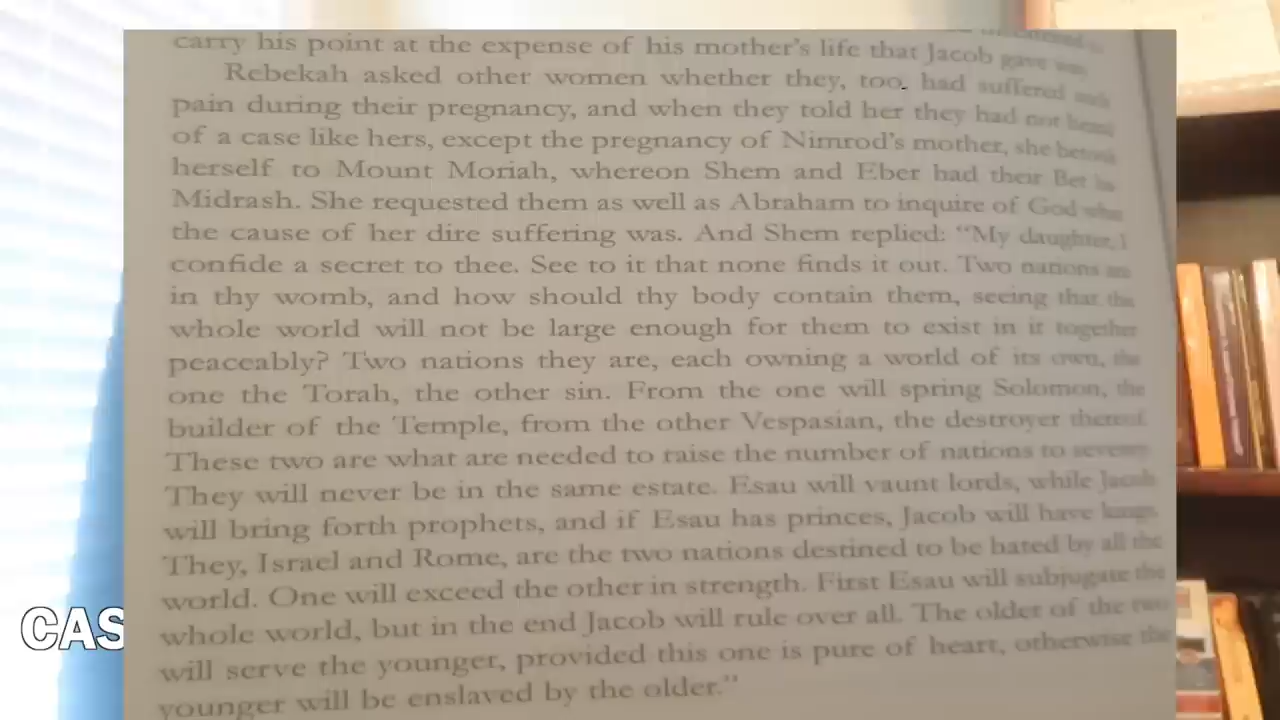 carry his point at the expense of his mother's life that Jacob gave
Rebekah asked other women whether they, too, had suffered such
pain during their pregnancy, and when they told her they had not heard
of a case like hers, except the pregnancy of Nimrod's mother, she betook
herself to Mount Moriah, whereon Shem and Eber had their Bet ha
Midrash. She requested them as well as Abraham to inquire of God what
the cause of her dire suffering was. And Shem replied: "My daughter, I
confide a secret to thee. See to it that none finds it out. Two nations are
in thy womb, and how should thy body contain them, seeing that the
whole world will not be large enough for them to exist in it together
peaceably? Two nations they are, each owning a world of its own, the
one the Torah, the other sin. From the one will spring Solomon, the
builder of the Temple, from the other Vespasian, the destroyer thereof.
These two are what are needed to raise the number of nations to seventy.
They will never be in the same estate. Esau will vaunt lords, while Jacob
will bring forth prophets, and if Esau has princes, Jacob will have kings.
They, Israel and Rome, are the two nations destined to be hated by all the
world. One will exceed the other in strength. First Esau will subjugate the
whole world, but in the end Jacob will rule over all. The older of the two
will serve the younger, provided this one is pure of heart, otherwise the
younger will be enslaved by the older."
CAS